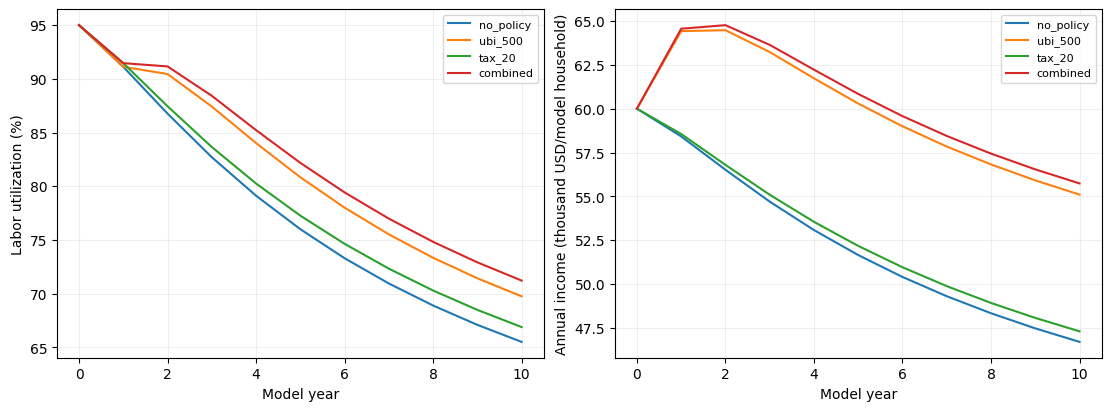 Labor utilization (%)
95
90
85
80
75
70
65
0
2
4
6
8
10
Model year
no_policy
ubi_500
tax_20
combined
Annual income (thousand USD/model household)
65.0
62.5
60.0
57.5
55.0
52.5
50.0
47.5
0
2
4
6
8
10
Model year
no_policy
ubi_500
tax_20
combined